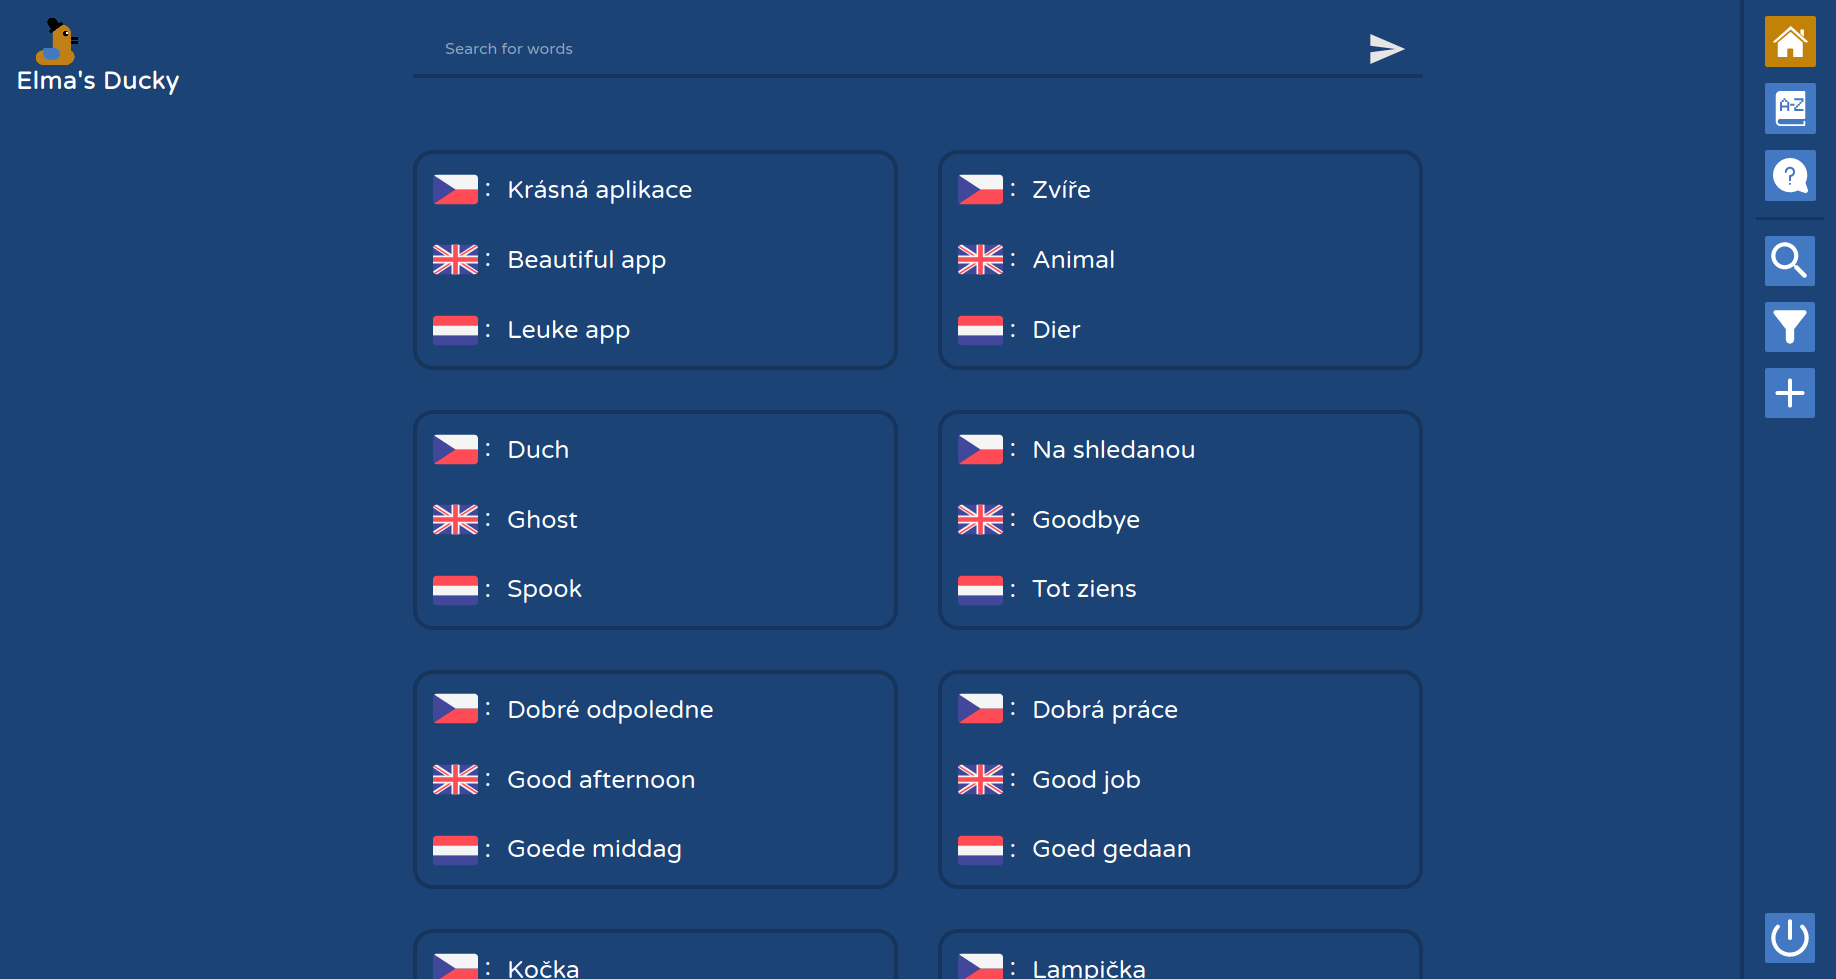 Elma's Ducky
Search for words
A-Z
?
: Krásná aplikace
: Beautiful app
: Leuke app
: Zvíře
: Animal
: Dier
: Duch
: Ghost
: Spook
: Na shledanou
: Goodbye
: Tot ziens
: Dobré odpoledne
: Good afternoon
: Goede middag
: Dobrá práce
: Good job
: Goed gedaan
: Kočka
: Lampička